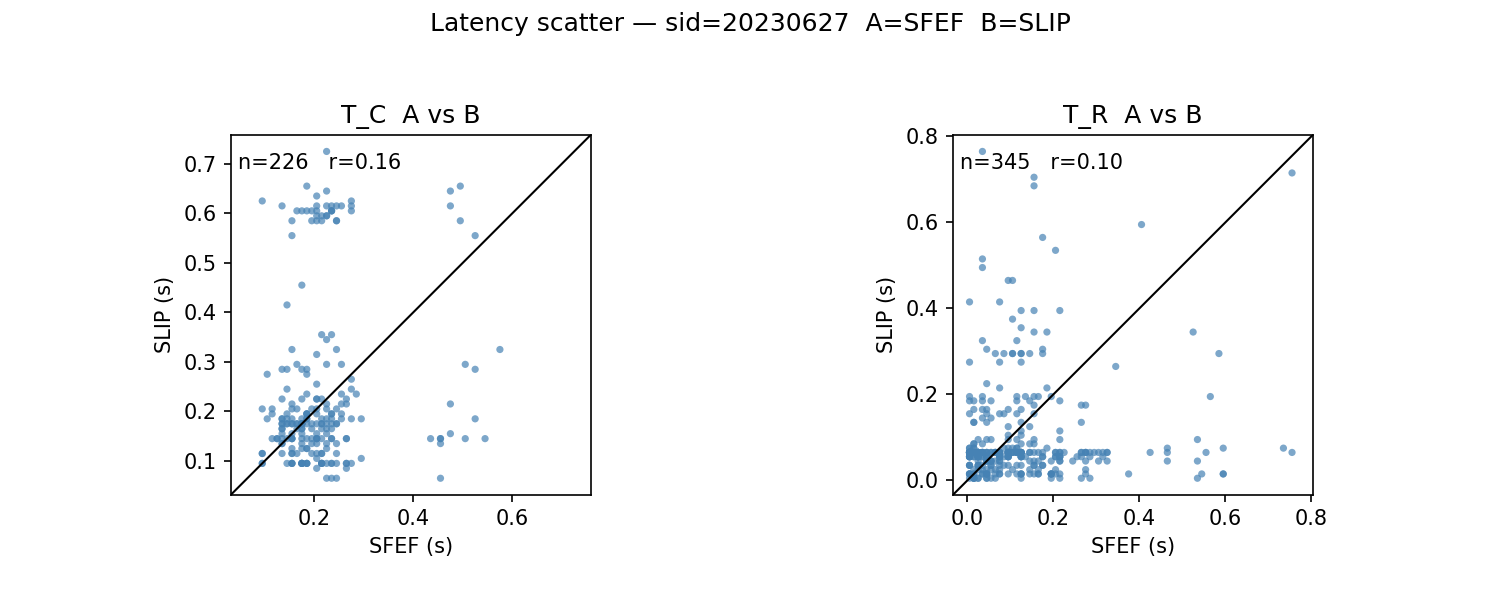 Latency scatter — sid=20230627  A=SFEF  B=SLIP
T_C  A vs B
n=226   r=0.16
0.7
0.6
0.5
0.4
0.3
0.2
0.1
SLIP (s)
0.2 0.4 0.6
SFEF (s)
T_R  A vs B
n=345   r=0.10
0.8
0.6
0.4
0.2
0.0
SLIP (s)
0.0 0.2 0.4 0.6 0.8
SFEF (s)